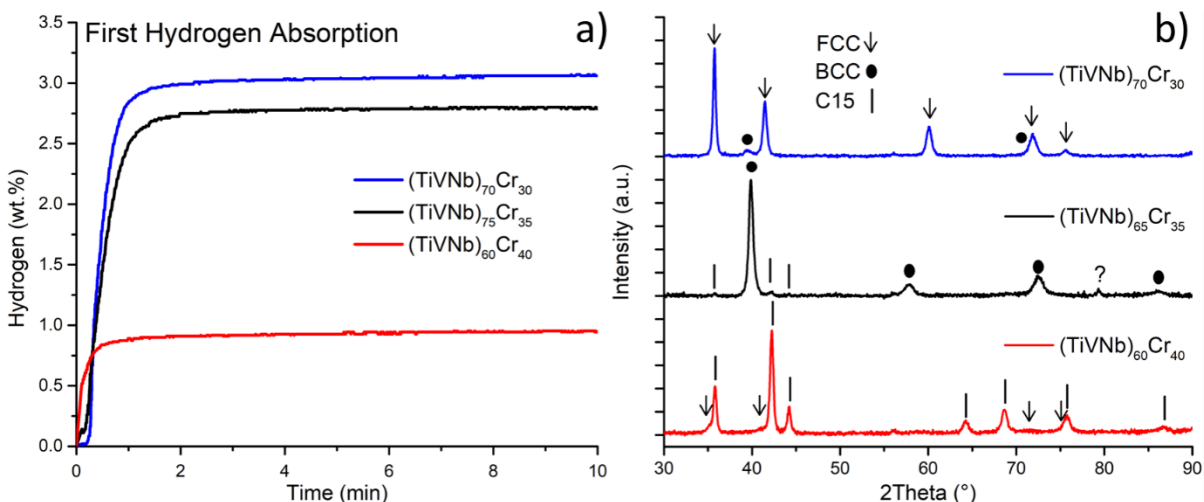 First Hydrogen Absorption
a)
Hydrogen (wt.%)
3.5
3.0
2.5
2.0
1.5
1.0
0.5
0.0
(TiVNb)70Cr30
(TiVNb)75Cr35
(TiVNb)60Cr40
0 2 4 6 8 10
Time (min)
b)
Intensity (a.u.)
FCC
BCC
C15
(TiVNb)70Cr30
(TiVNb)65Cr35
?
(TiVNb)60Cr40
30 40 50 60 70 80 90
2Theta (°)